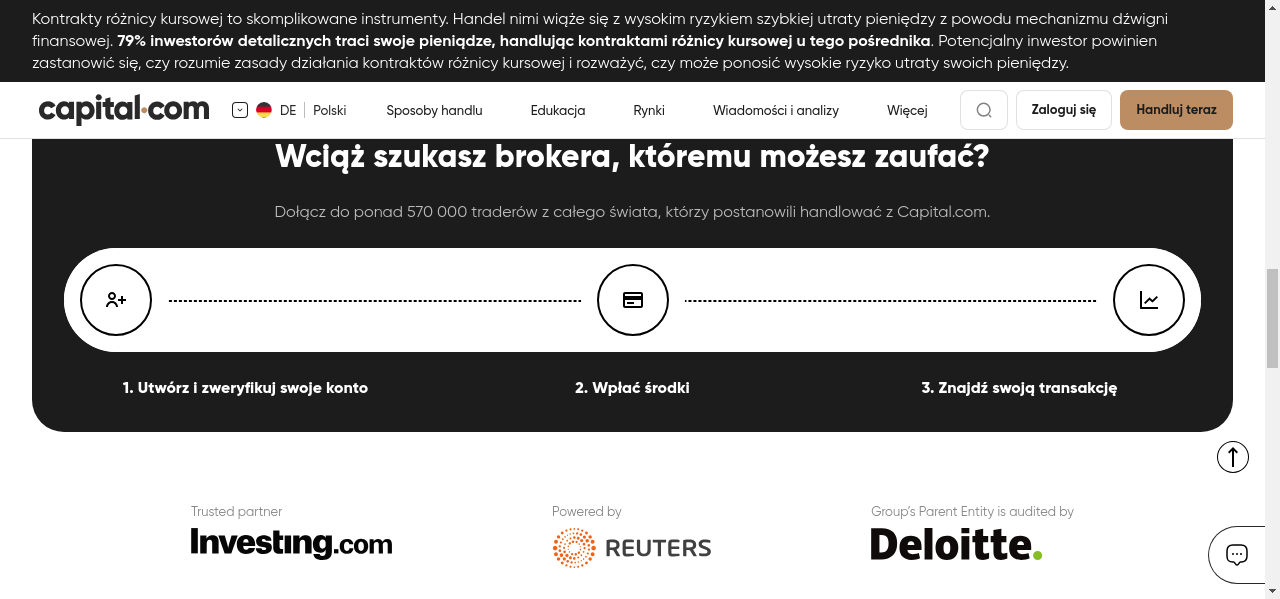 Kontrakty różnicy kursowej to skomplikowane instrumenty. Handel nimi wiąże się z wysokim ryzykiem szybkiej utraty pieniędzy z powodu mechanizmu dźwigni
finansowej. 79% inwestorów detalicznych traci swoje pieniądze, handlując kontraktami różnicy kursowej u tego pośrednika. Potencjalny inwestor powinien
zastanowić się, czy rozumie zasady działania kontraktów różnicy kursowej i rozważyć, czy może ponosić wysokie ryzyko utraty swoich pieniędzy.
capital.com DE Polski Sposoby handlu Edukacja Rynki Wiadomości i analizy Więcej Zaloguj się Handluj teraz
Wciąż szukasz brokera, któremu możesz zaufać?
Dołącz do ponad 570 000 traderów z całego świata, którzy postanowili handlować z Capital.com.
1. Utwórz i zweryfikuj swoje konto 2. Wpłać środki 3. Znajdź swoją transakcję
Trusted partner Powered by Group's Parent Entity is audited by
Investing.com REUTERS Deloitte.